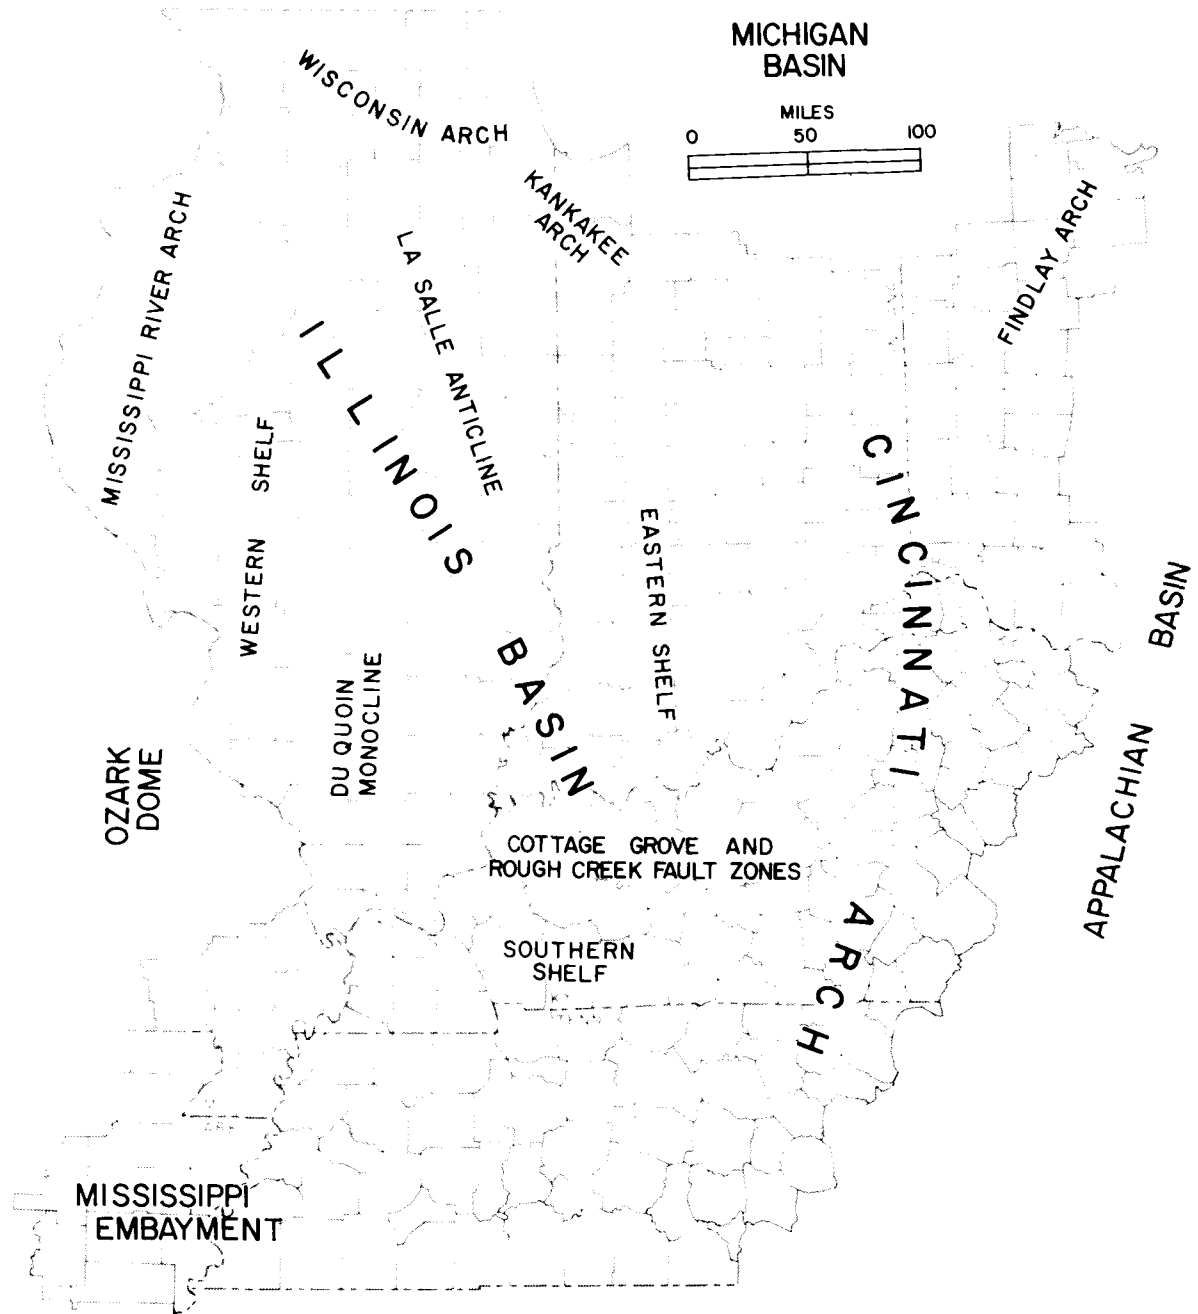 MICHIGAN
BASIN
MILES
0 50 100
WISCONSIN ARCH
KANKAKEE
ARCH
MISSISSIPPI RIVER ARCH
LA SALLE ANTICLINE
FINDLAY ARCH
ILLINOIS BASIN
WESTERN SHELF
EASTERN SHELF
CINCINNATI ARCH
APPALACHIAN BASIN
DU QUOIN
MONOCLINE
OZARK
DOME
COTTAGE GROVE AND
ROUGH CREEK FAULT ZONES
SOUTHERN
SHELF
MISSISSIPPI
EMBAYMENT